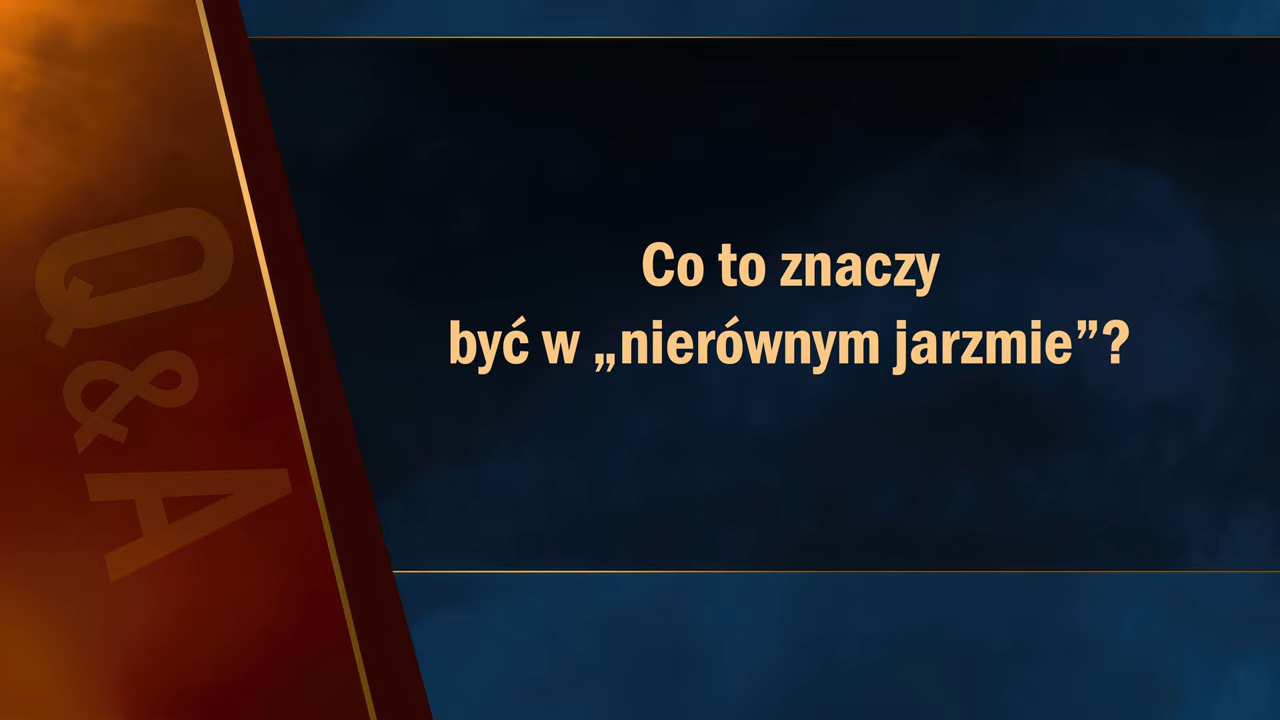 Q & A
Co to znaczy
być w „nierównym jarzmie”?